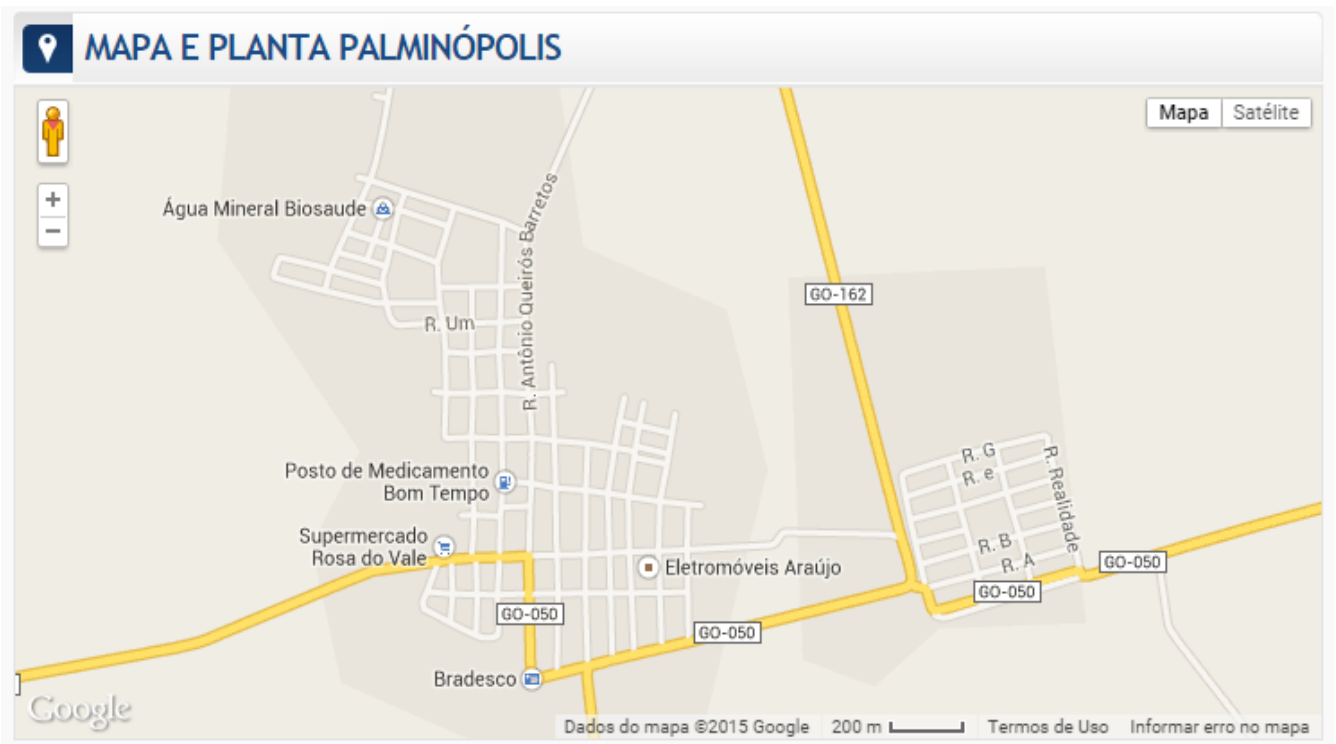 MAPA E PLANTA PALMINÓPOLIS
Mapa
Satélite
+
−
Água Mineral Biosaude
R. Antônio Queirós Barretos
GO-162
R. Um
R. G
R. e
R. Realidade
Posto de Medicamento
Bom Tempo
Supermercado
Rosa do Vale
R. B
R. A
Eletromóveis Araújo
GO-050
GO-050
GO-050
GO-050
Bradesco
Google
Dados do mapa ©2015 Google
200 m
Termos de Uso
Informar erro no mapa